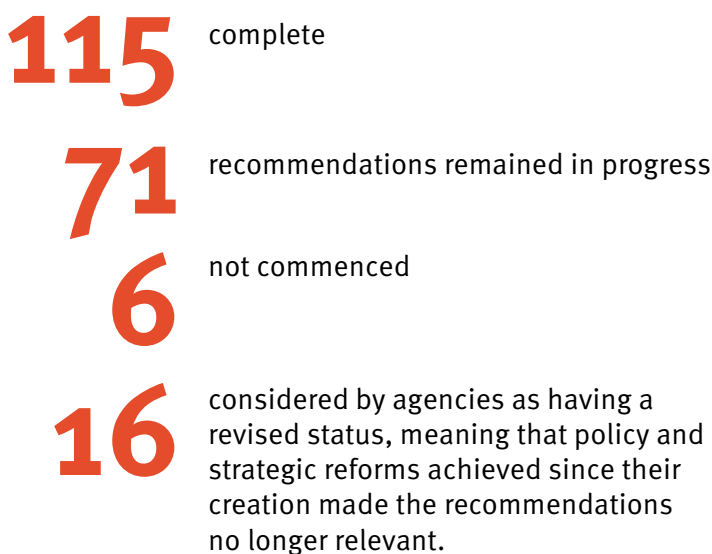 115 complete
71 recommendations remained in progress
6 not commenced
16 considered by agencies as having a
revised status, meaning that policy and
strategic reforms achieved since their
creation made the recommendations
no longer relevant.